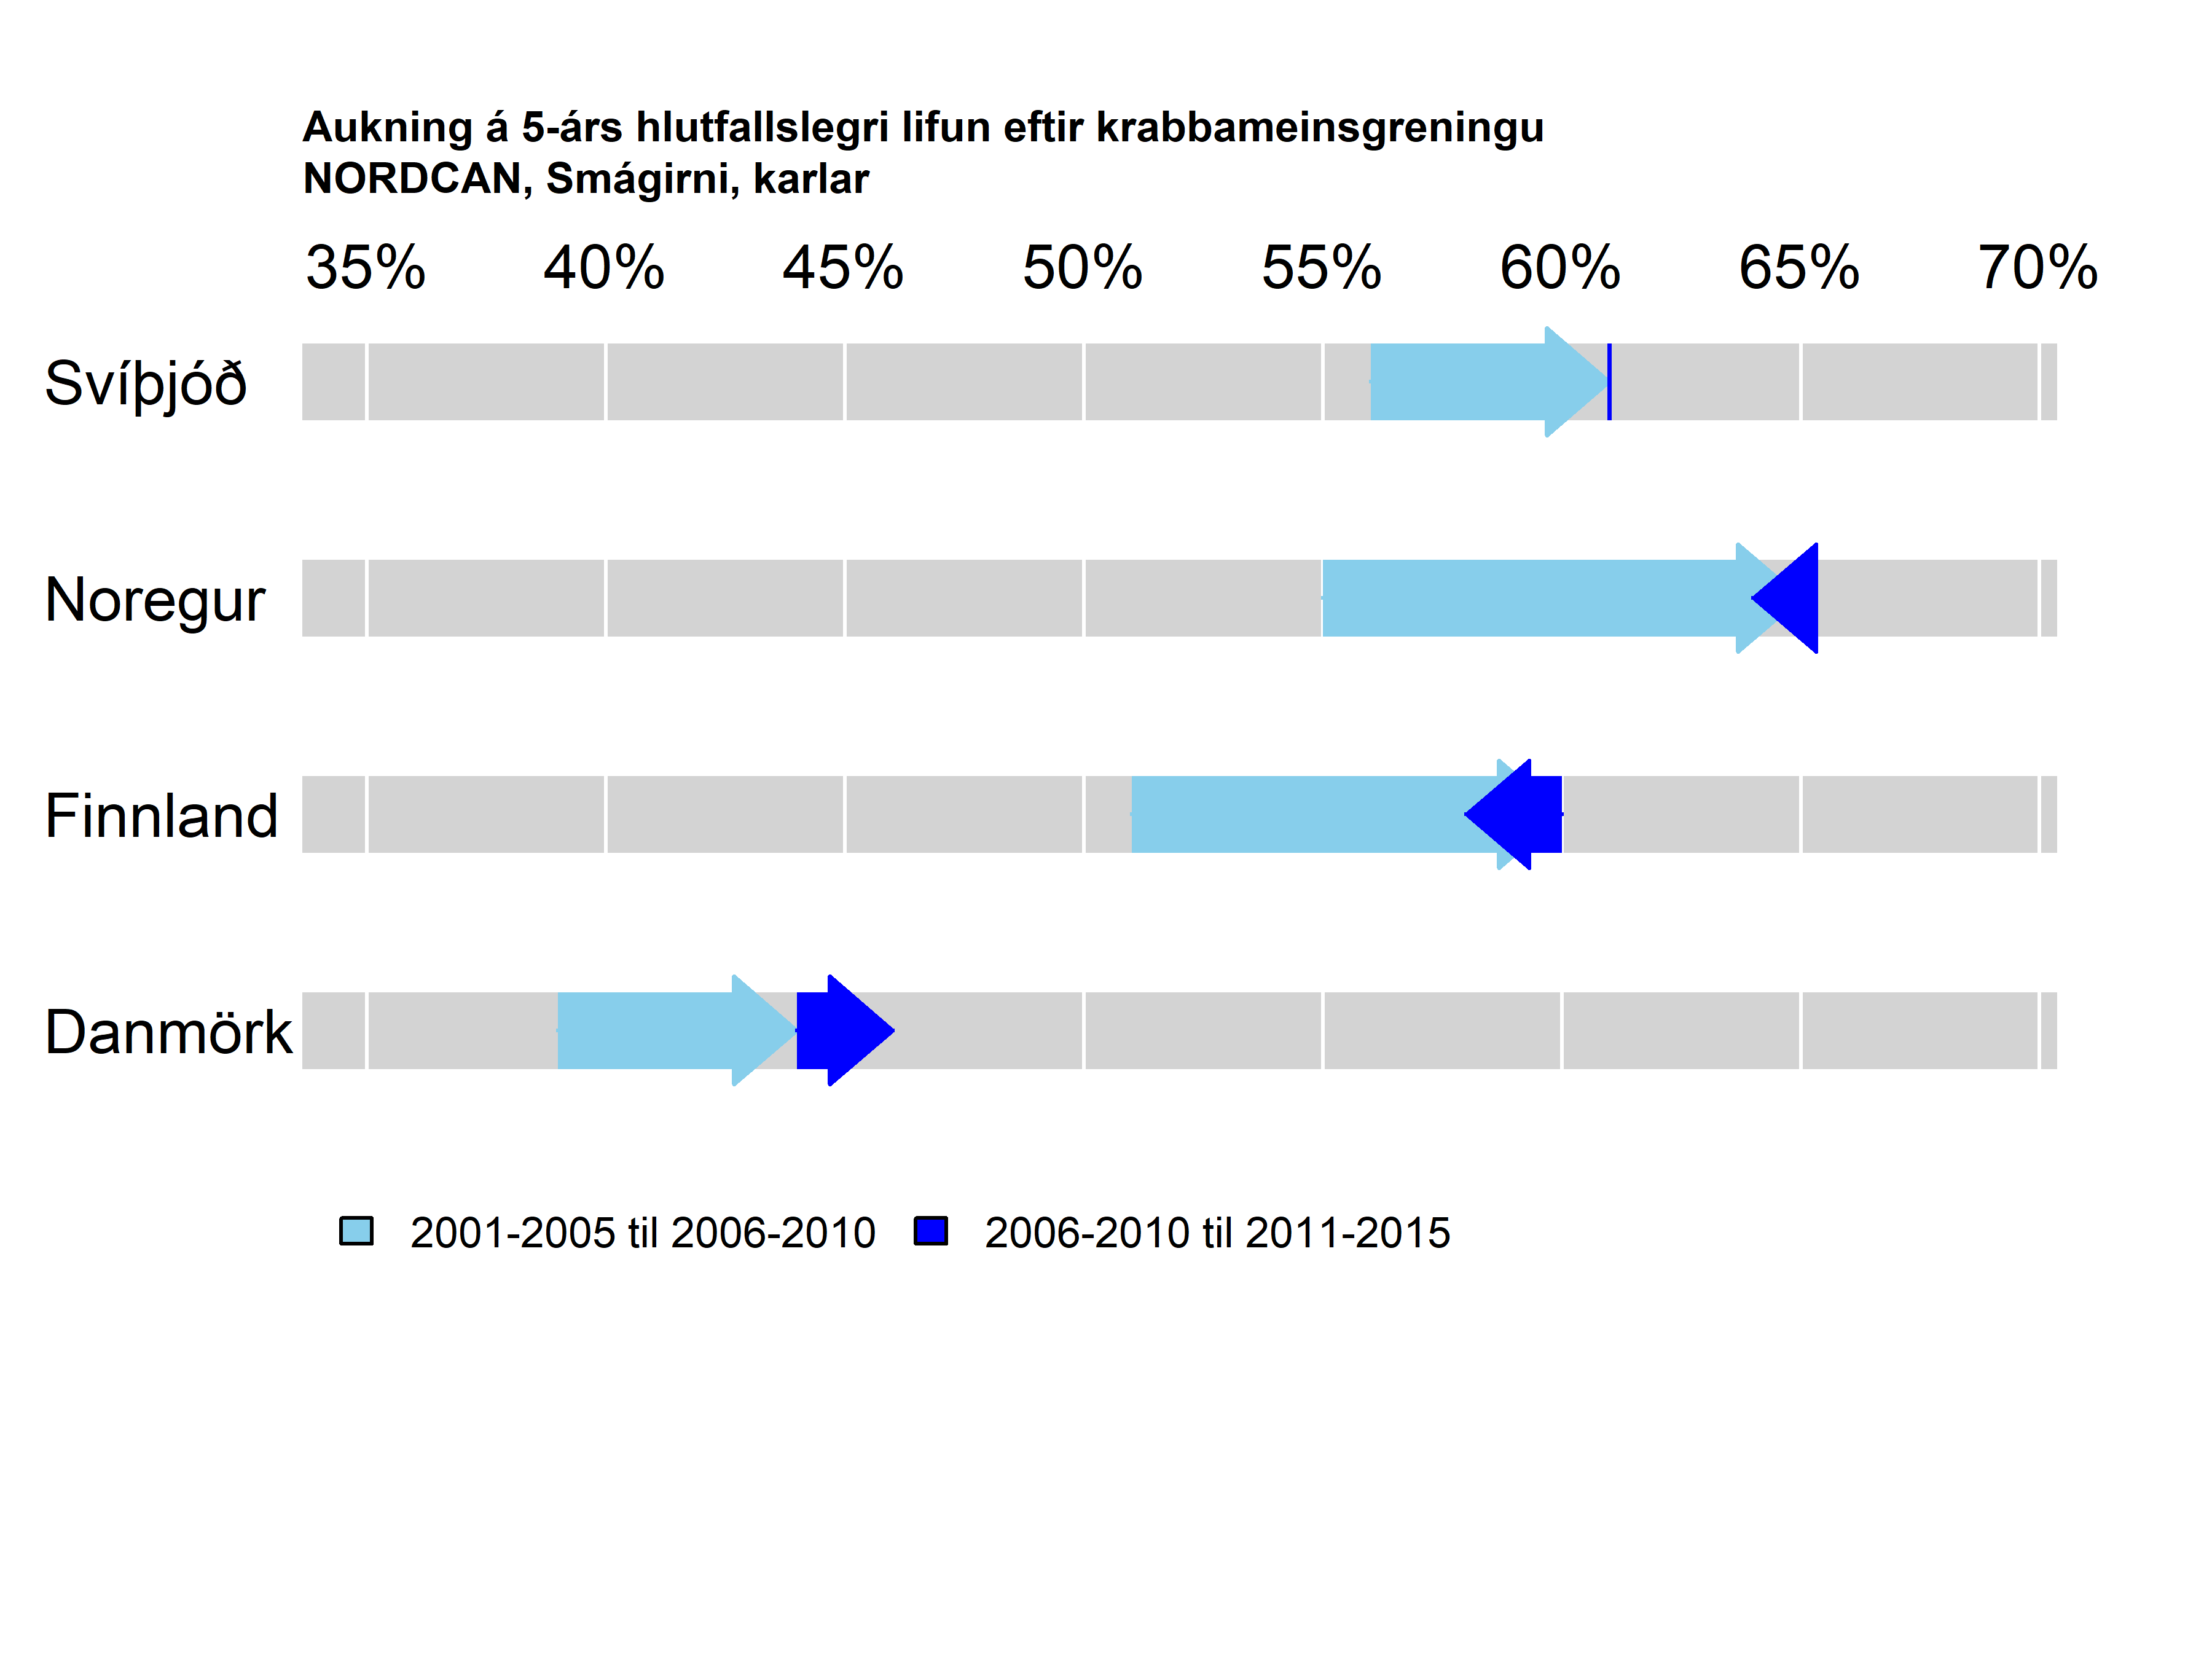 Aukning á 5-árs hlutfallslegri lifun eftir krabbameinsgreningu
NORDCAN, Smágirni, karlar
35% 40% 45% 50% 55% 60% 65% 70%
Svíþjóð
Noregur
Finnland
Danmörk
2001-2005 til 2006-2010 2006-2010 til 2011-2015